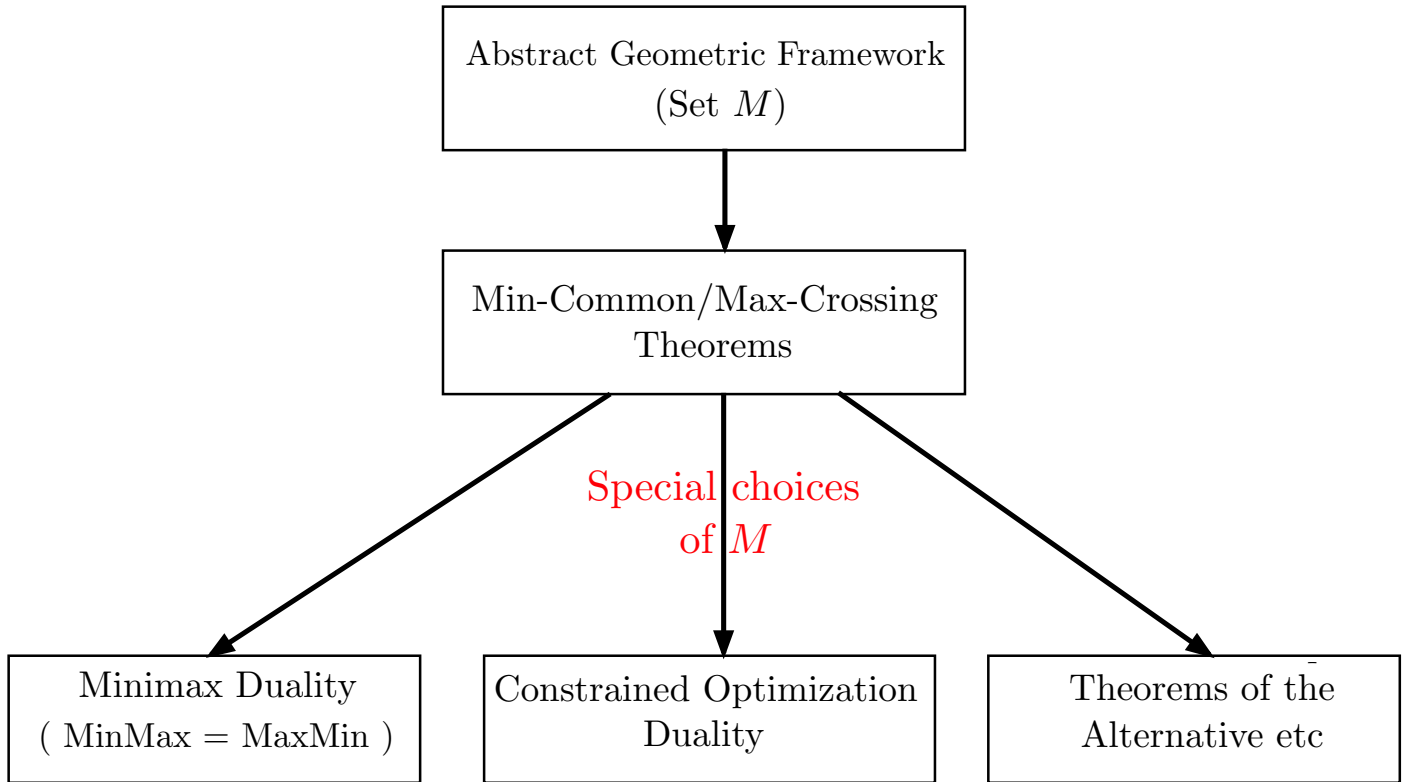 Abstract Geometric Framework
(Set M)
Min-Common/Max-Crossing
Theorems
Special choices
of M
Minimax Duality
( MinMax = MaxMin )
Constrained Optimization
Duality
Theorems of the
Alternative etc